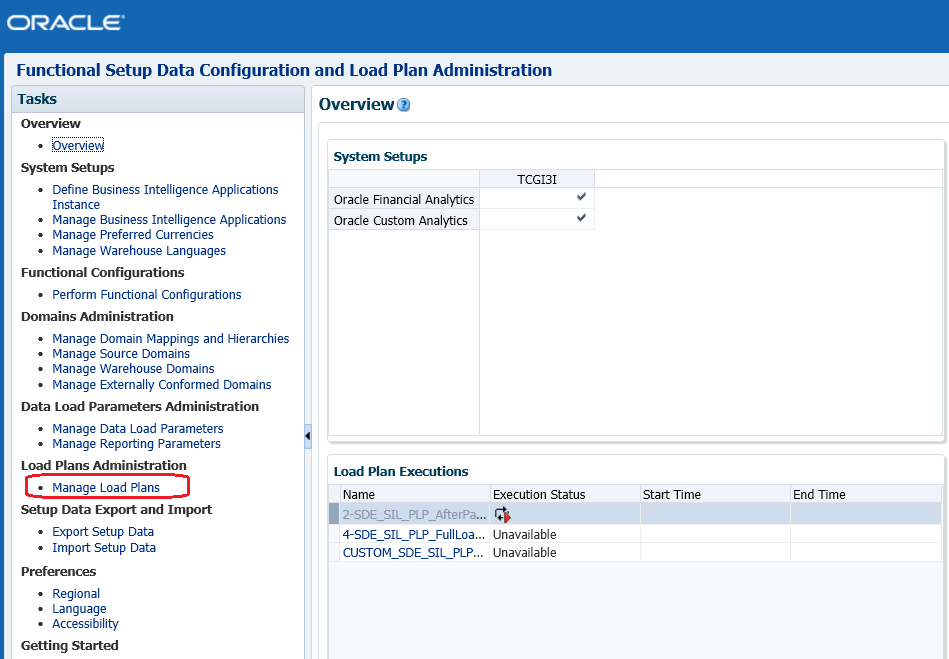 ORACLE
Functional Setup Data Configuration and Load Plan Administration
Tasks
Overview
Overview
System Setups
Define Business Intelligence Applications
Instance
Manage Business Intelligence Applications
Manage Preferred Currencies
Manage Warehouse Languages
Functional Configurations
Perform Functional Configurations
Domains Administration
Manage Domain Mappings and Hierarchies
Manage Source Domains
Manage Warehouse Domains
Manage Externally Conformed Domains
Data Load Parameters Administration
Manage Data Load Parameters
Manage Reporting Parameters
Load Plans Administration
Manage Load Plans
Setup Data Export and Import
Export Setup Data
Import Setup Data
Preferences
Regional
Language
Accessibility
Getting Started
Overview ?
System Setups
TCGI3I
Oracle Financial Analytics
Oracle Custom Analytics
Load Plan Executions
Name Execution Status Start Time End Time
2-SDE_SIL_PLP_AfterPa...
4-SDE_SIL_PLP_FullLoa... Unavailable
CUSTOM_SDE_SIL_PLP... Unavailable